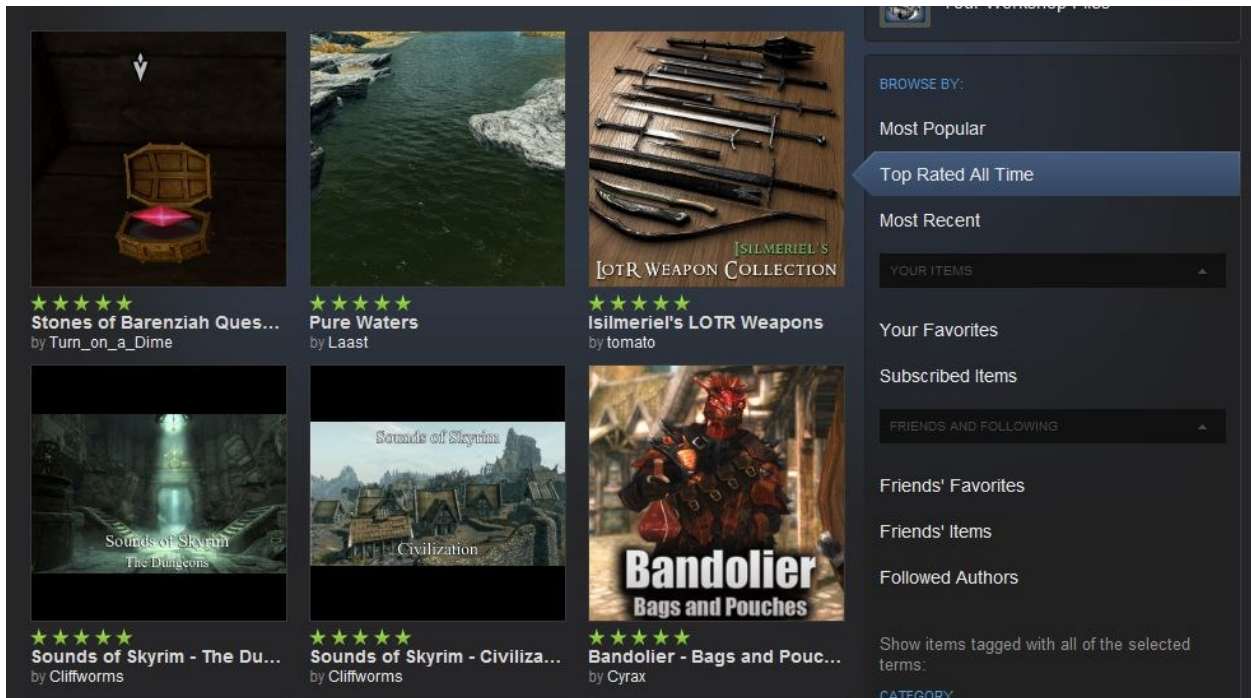 Your Workshop Files
ISILMERIEL'S
LOTR WEAPON COLLECTION
★★★★★
Stones of Barenziah Ques...
by Turn_on_a_Dime
★★★★★
Pure Waters
by Laast
★★★★★
Isilmeriel's LOTR Weapons
by tomato
Sounds of Skyrim
The Dungeons
Sounds of Skyrim
Civilization
Bandolier
Bags and Pouches
★★★★★
Sounds of Skyrim - The Du...
by Cliffworms
★★★★★
Sounds of Skyrim - Civiliza...
by Cliffworms
★★★★★
Bandolier - Bags and Pouc...
by Cyrax
BROWSE BY:
Most Popular
Top Rated All Time
Most Recent
YOUR ITEMS
Your Favorites
Subscribed Items
FRIENDS AND FOLLOWING
Friends' Favorites
Friends' Items
Followed Authors
Show items tagged with all of the selected
terms:
CATEGORY